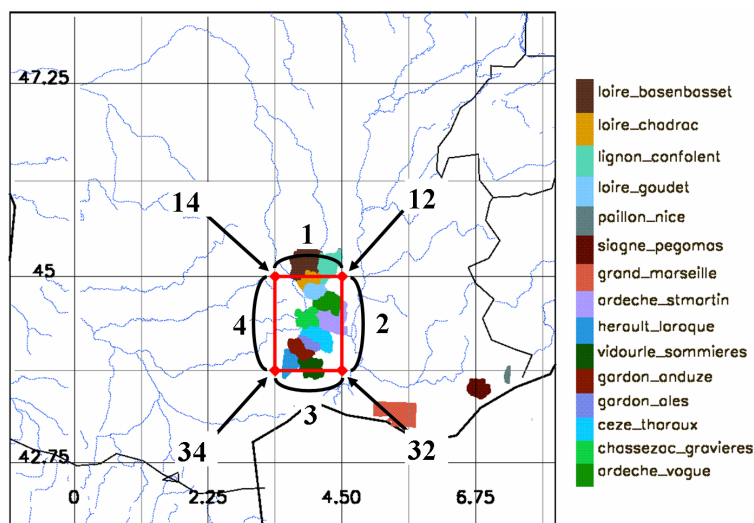 47.25
14
12
1
45
4
2
3
34
32
42.75
0
2.25
4.50
6.75
loire_basenbasset
loire_chadrac
lignon_confolent
loire_goudet
paillon_nice
siagne_pegomas
grand_marseille
ardeche_stmartin
herault_laroque
vidourle_sommieres
gardon_anduze
gardon_ales
ceze_tharaux
chassezac_gravieres
ardeche_vogue